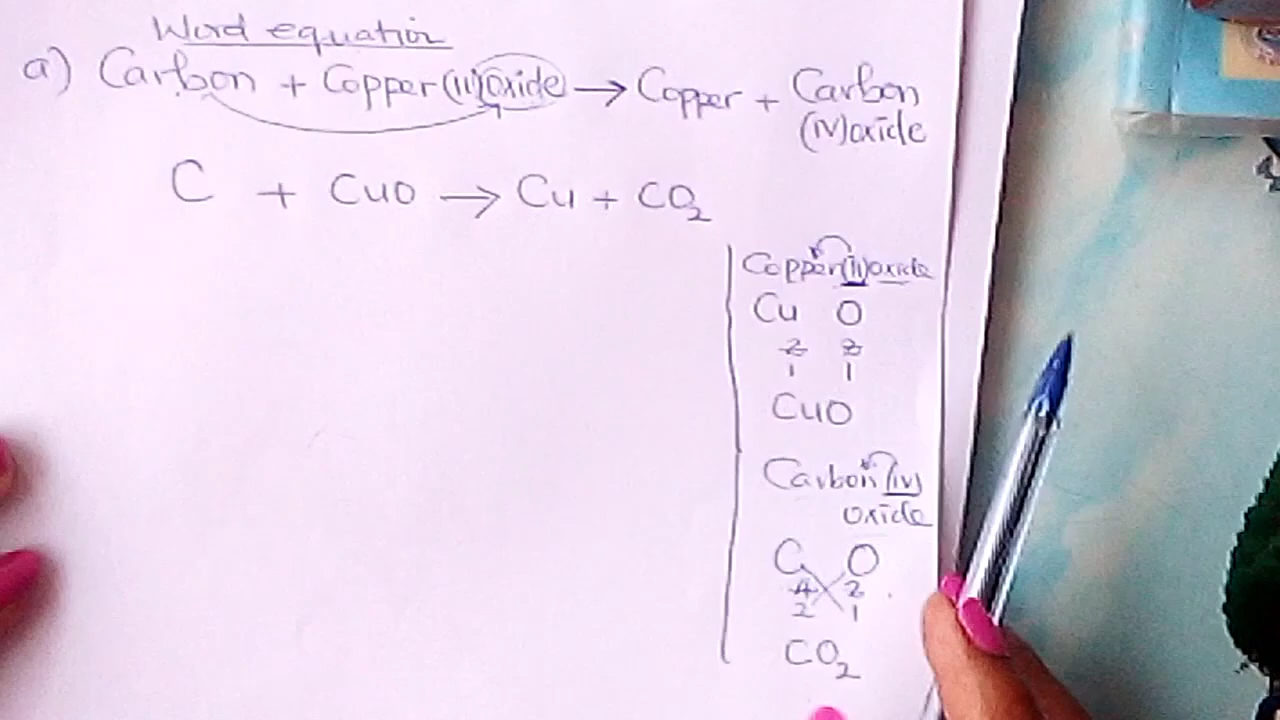 Word equation
a) Carbon + Copper(II)oxide → Copper + Carbon
(IV)oxide
C + CuO → Cu + CO₂
Copper(II)oxide
Cu O
2 2
1 1
CuO
Carbon(IV)
oxide
C O
4 2
2 1
CO₂